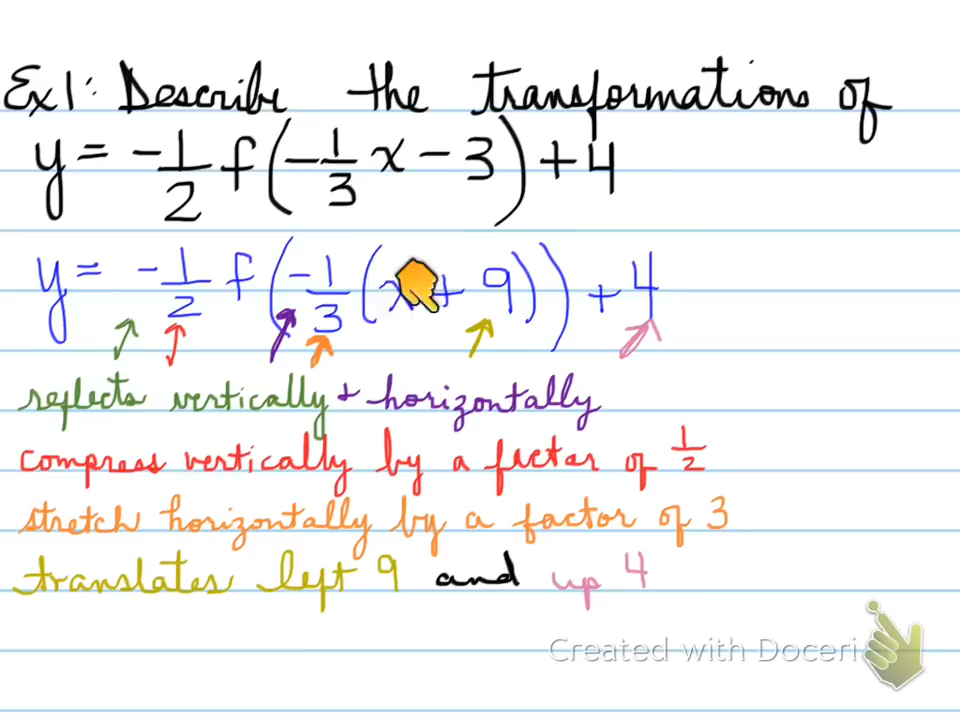 Ex1: Describe the transformations of
y = -1/2 f(-1/3 x - 3) + 4
y = -1/2 f(-1/3 (x + 9)) + 4
reflects vertically + horizontally
compress vertically by a factor of 1/2
stretch horizontally by a factor of 3
translates left 9 and up 4
Created with Doceri